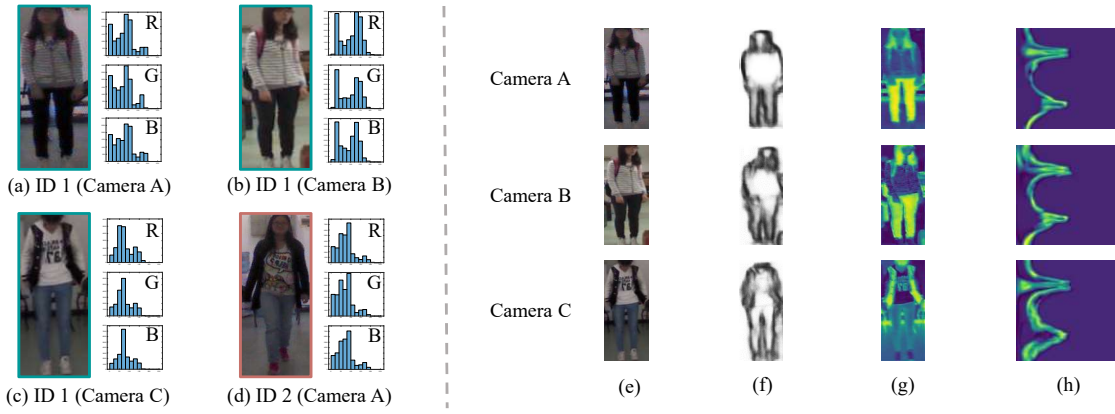 R
G
B
(a) ID 1 (Camera A)
R
G
B
(b) ID 1 (Camera B)
R
G
B
(c) ID 1 (Camera C)
R
G
B
(d) ID 2 (Camera A)
Camera A
Camera B
Camera C
(e)
(f)
(g)
(h)